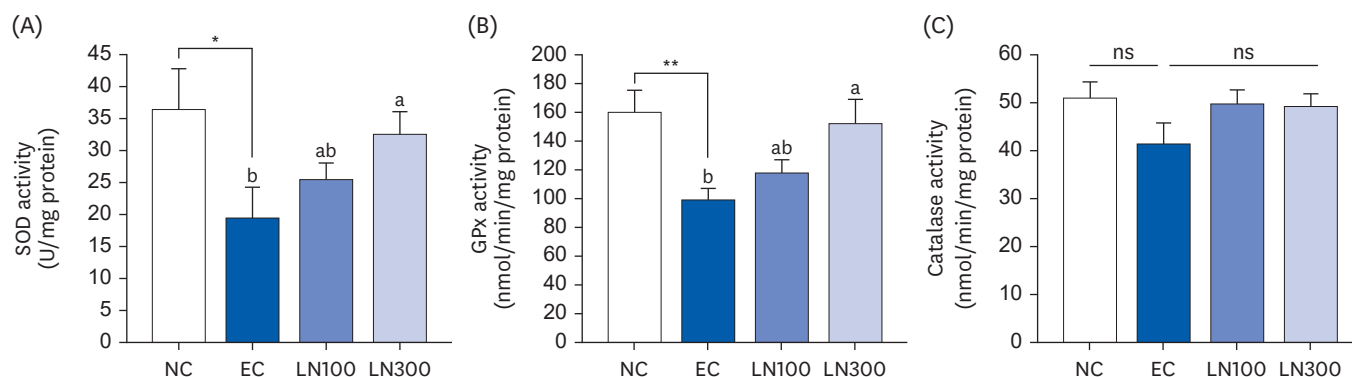 (A)
SOD activity
(U/mg protein)
45
40
35
30
25
20
15
10
5
0
*
b
ab
a
NC EC LN100 LN300
(B)
GPx activity
(nmol/min/mg protein)
200
180
160
140
120
100
80
60
40
20
0
**
b
ab
a
NC EC LN100 LN300
(C)
Catalase activity
(nmol/min/mg protein)
60
50
40
30
20
10
0
ns ns
NC EC LN100 LN300